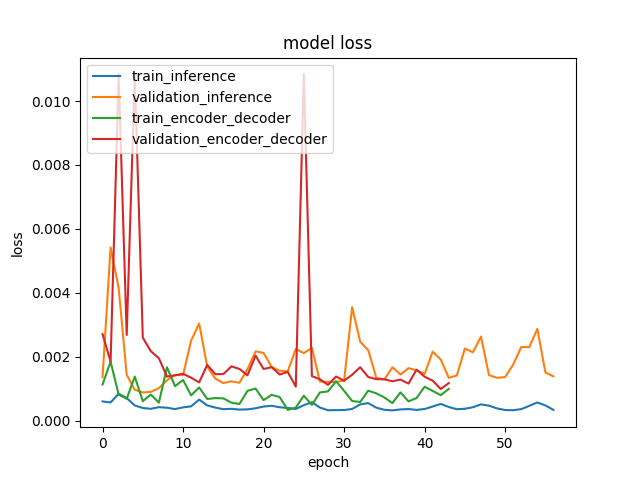 model loss
train_inference
validation_inference
train_encoder_decoder
validation_encoder_decoder
0.010
0.008
0.006
0.004
0.002
0.000
loss
0 10 20 30 40 50
epoch